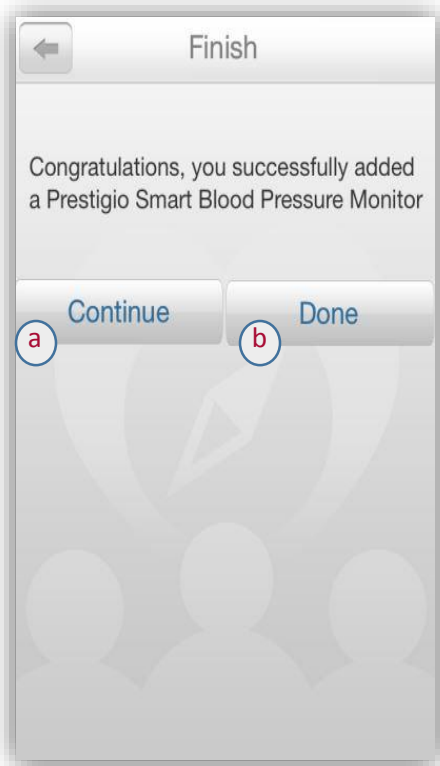 Finish
Congratulations, you successfully added
a Prestigio Smart Blood Pressure Monitor
Continue Done
a b